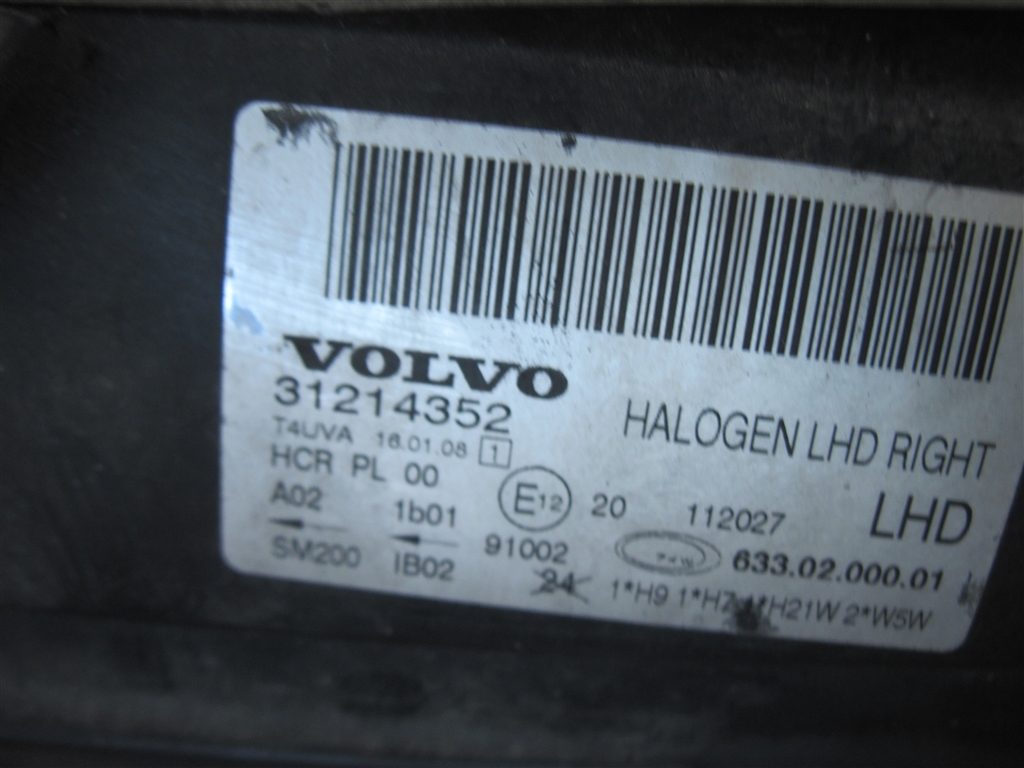 VOLVO
31214352
HALOGEN LHD RIGHT
T4UVA 16.01.08 1
HCR PL 00
LHD
A02 1b01 E12 20 112027
SM200 IB02 91002 633.02.000.01
24 1*H9 1*H7 1*H21W 2*W5W